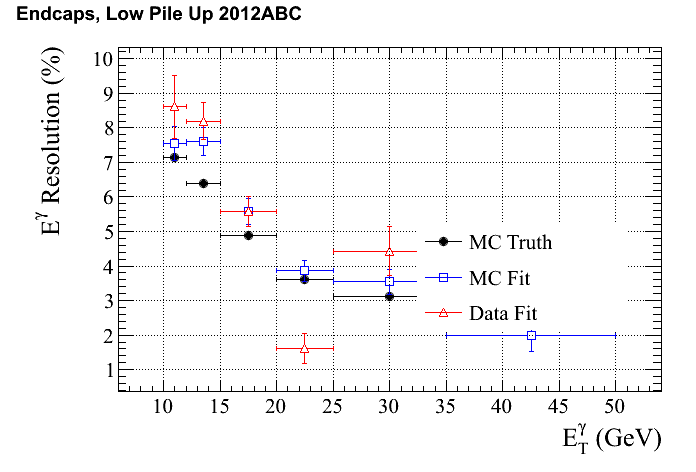 Endcaps, Low Pile Up 2012ABC
E^γ Resolution (%)
10
9
8
7
6
5
4
3
2
1
MC Truth
MC Fit
Data Fit
10 15 20 25 30 35 40 45 50
E_T^γ (GeV)